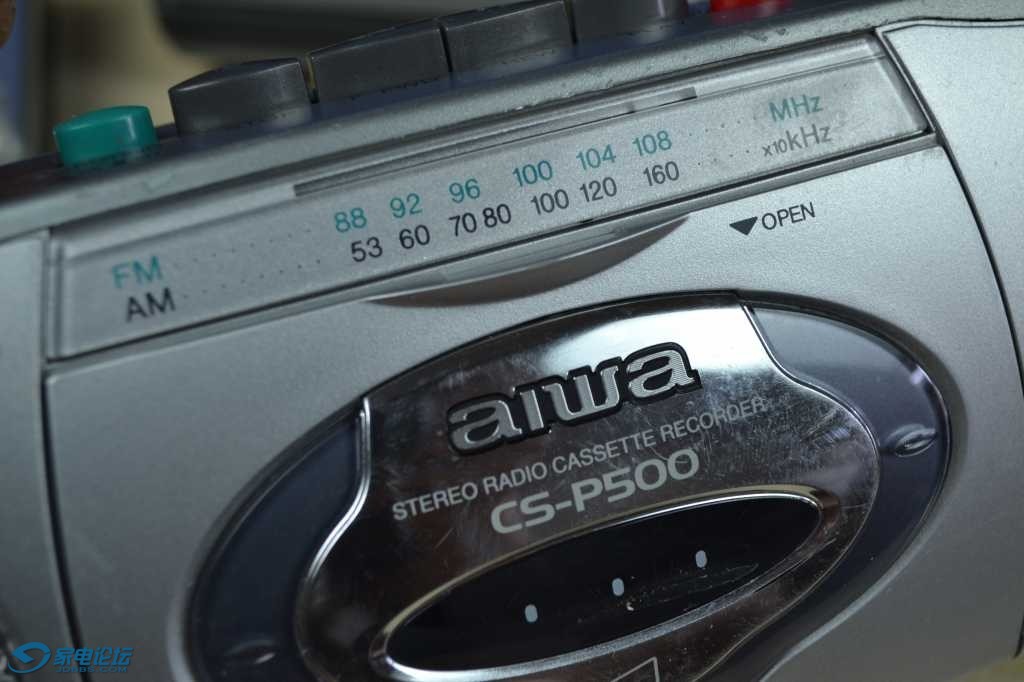 FM 88 92 96 100 104 108 MHz
AM 53 60 70 80 100 120 160 x10kHz
OPEN
aiwa
STEREO RADIO CASSETTE RECORDER
CS-P500
家电论坛